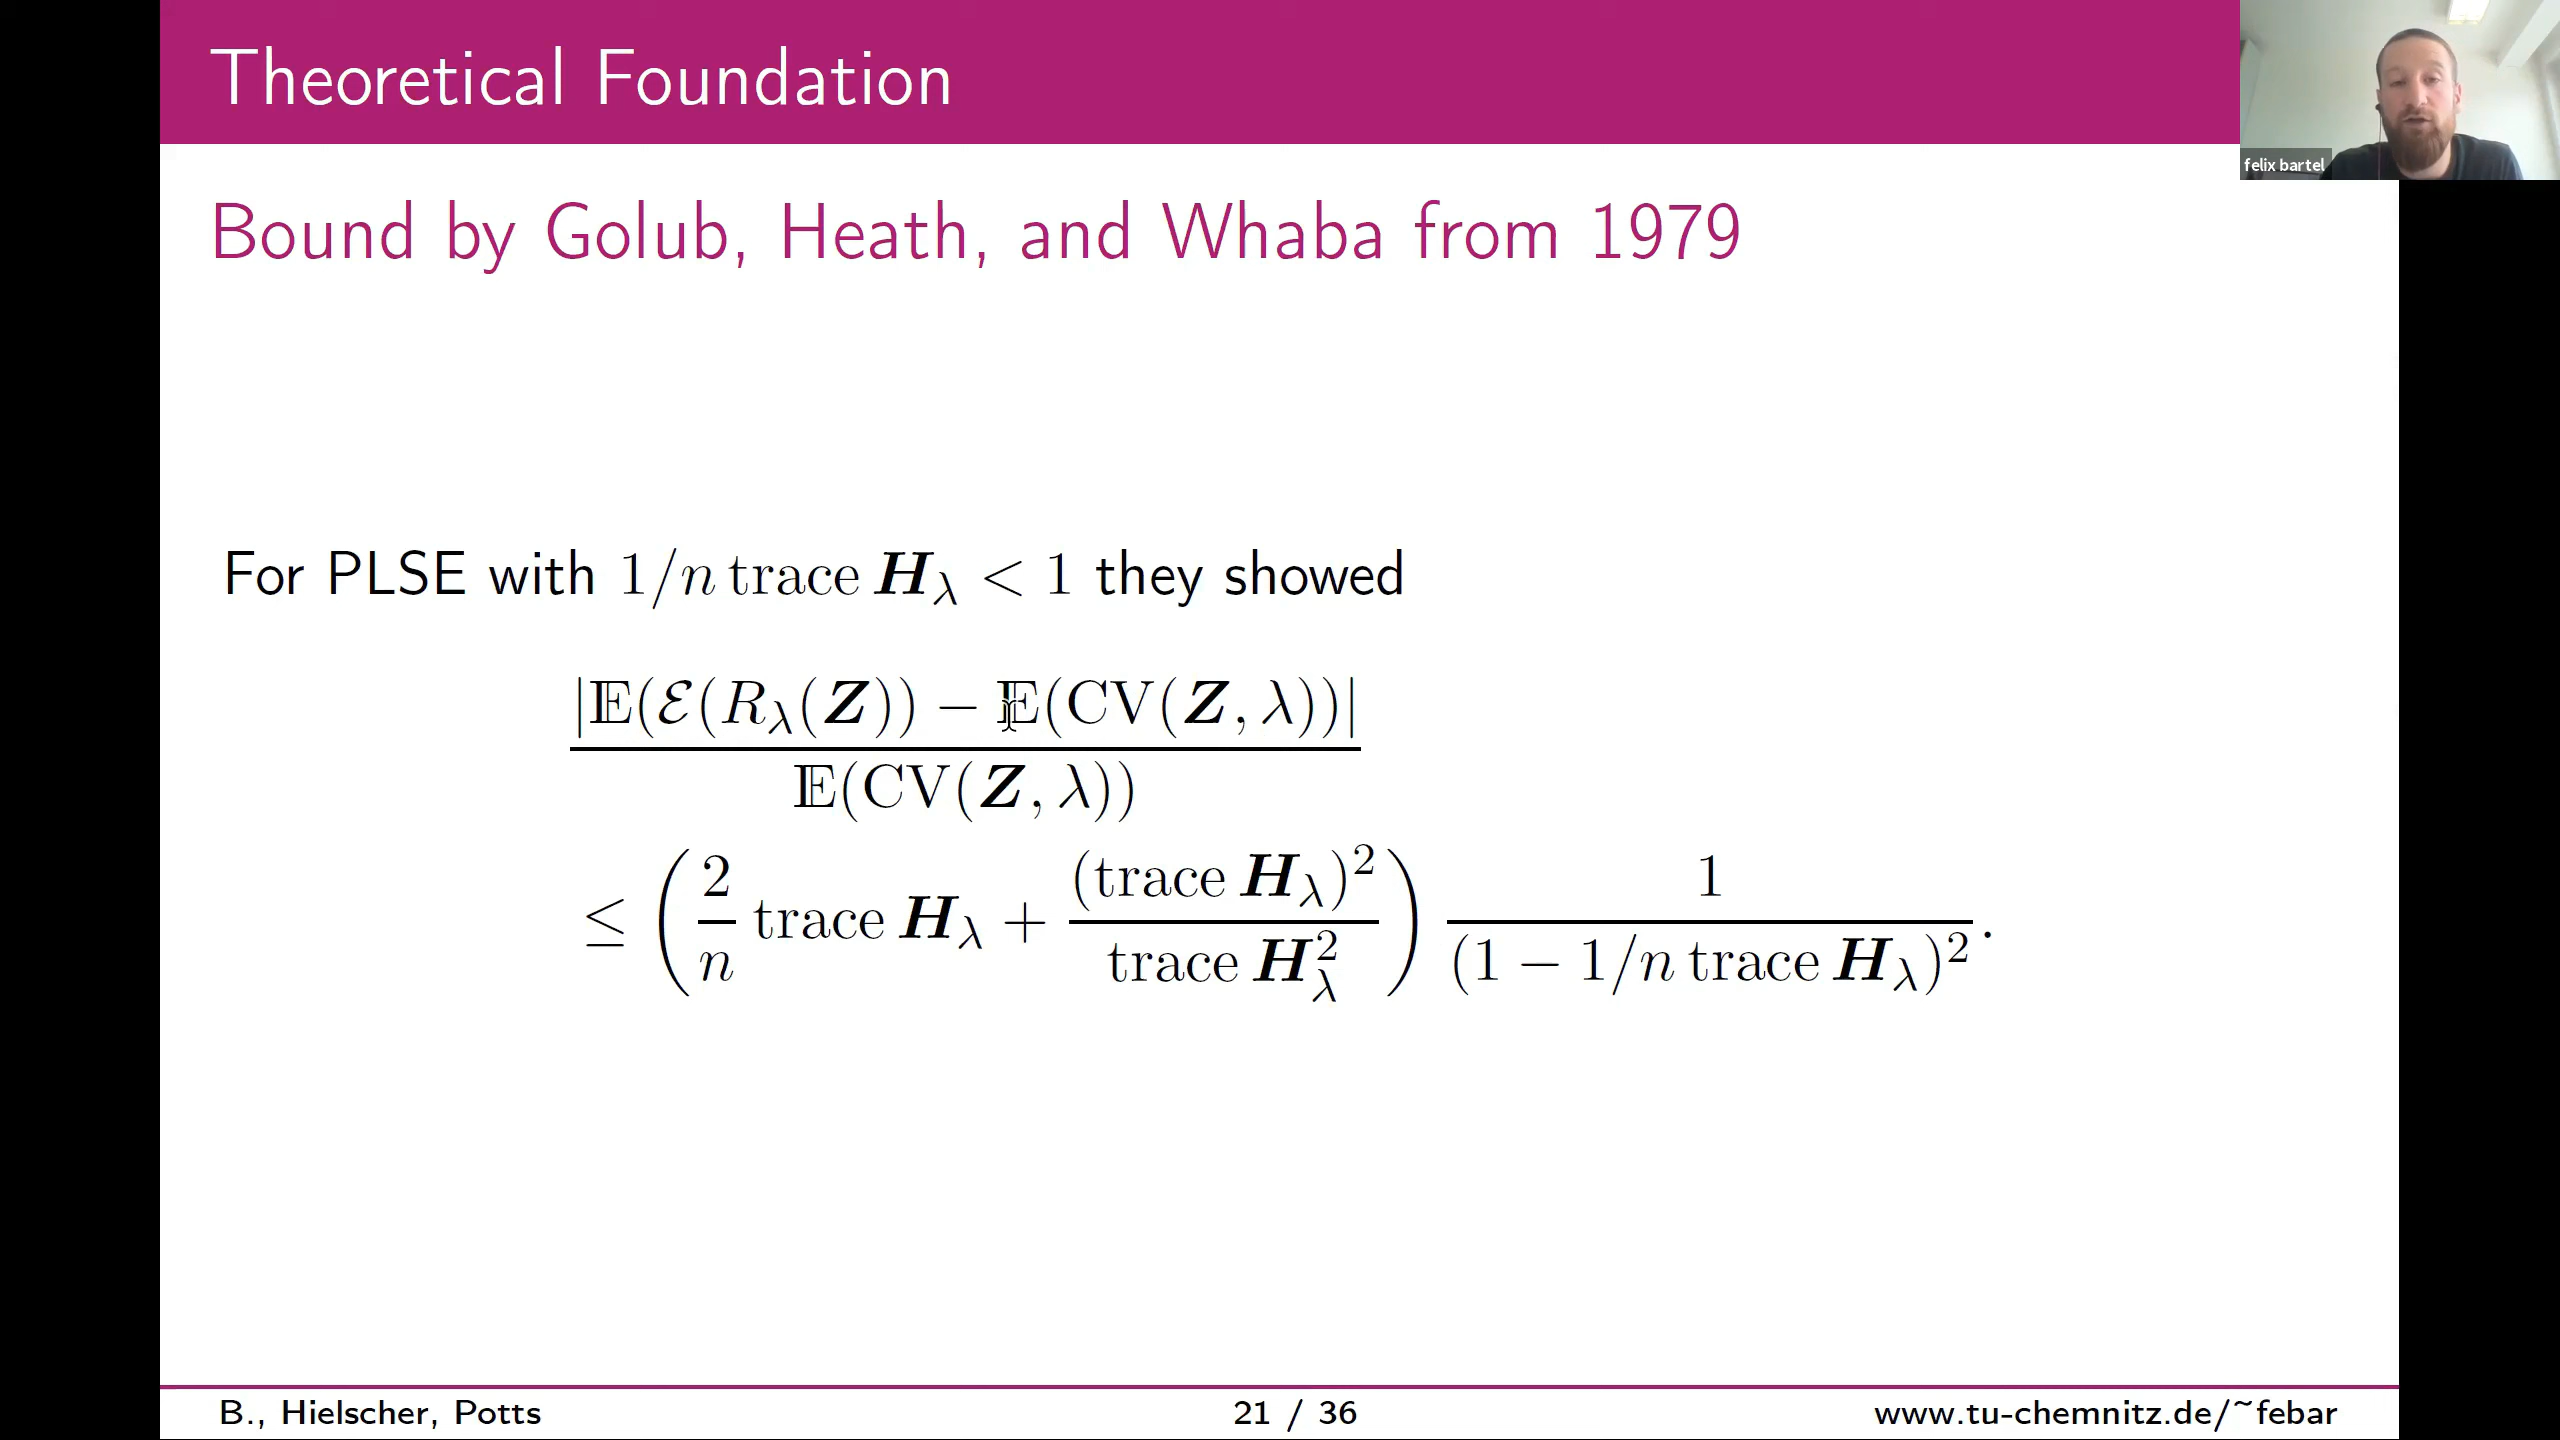 Theoretical Foundation
felix bartel
Bound by Golub, Heath, and Whaba from 1979
For PLSE with 1/n trace H_λ < 1 they showed
|𝔼(ℰ(R_λ(Z)) − 𝔼(CV(Z, λ))|
𝔼(CV(Z, λ))
≤ ( 2/n trace H_λ + (trace H_λ)² / trace H_λ² ) 1 / (1 − 1/n trace H_λ)² .
B., Hielscher, Potts
21 / 36
www.tu-chemnitz.de/~febar